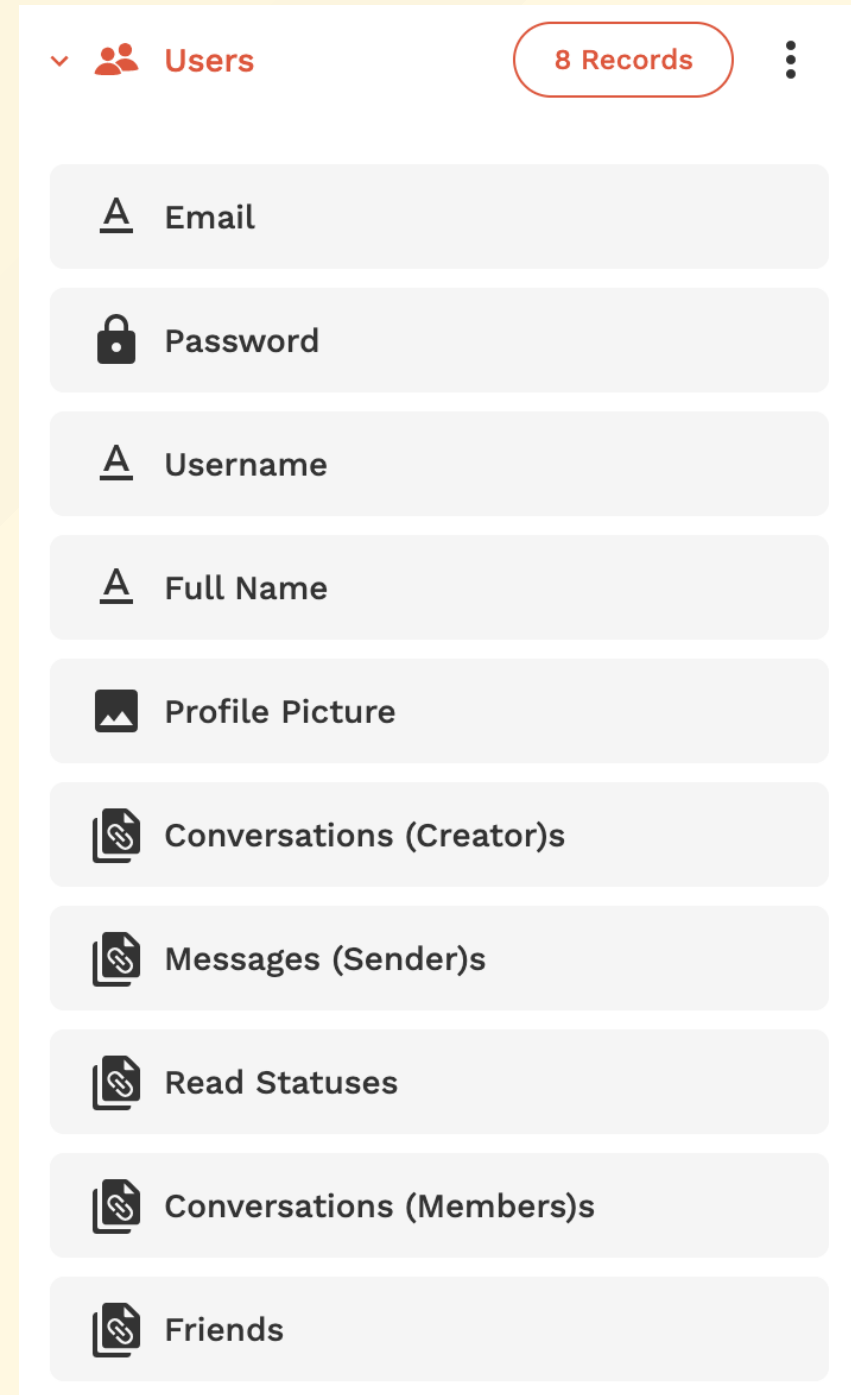 Users
8 Records
Email
Password
Username
Full Name
Profile Picture
Conversations (Creator)s
Messages (Sender)s
Read Statuses
Conversations (Members)s
Friends